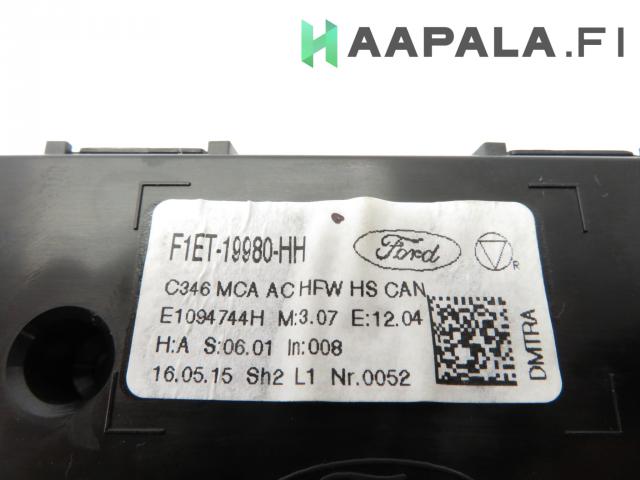 HAAPALA.FI
F1ET-19980-HH
Ford
R
C346 MCA AC HFW HS CAN
E1094744H M:3.07 E:12.04
H:A S:06.01 In:008
16.05.15 Sh2 L1 Nr.0052
DMTRA